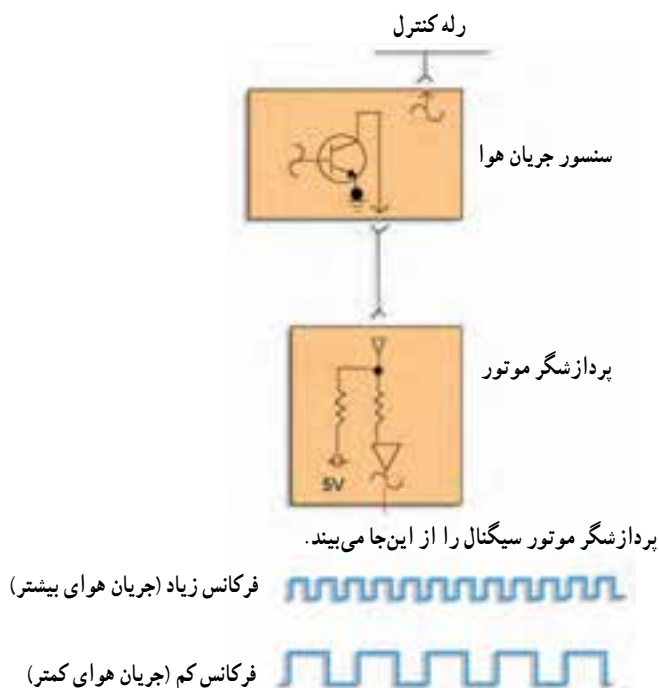 رله کنترل
سنسور جریان هوا
پردازشگر موتور
5V
پردازشگر موتور سیگنال را از این‌جا می‌بیند.
فرکانس زیاد (جریان هوای بیشتر)
فرکانس کم (جریان هوای کمتر)